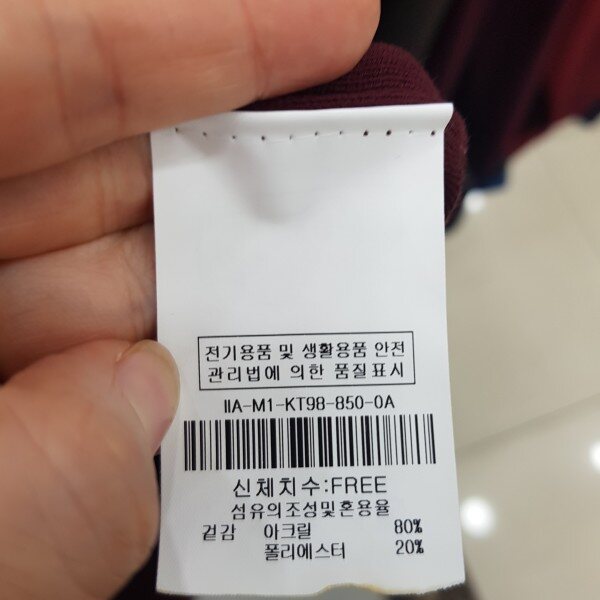 전기용품 및 생활용품 안전
관리법에 의한 품질표시
IIA-M1-KT98-850-0A
신체치수:FREE
섬유의조성및혼용율
겉감 아크릴 80%
폴리에스터 20%